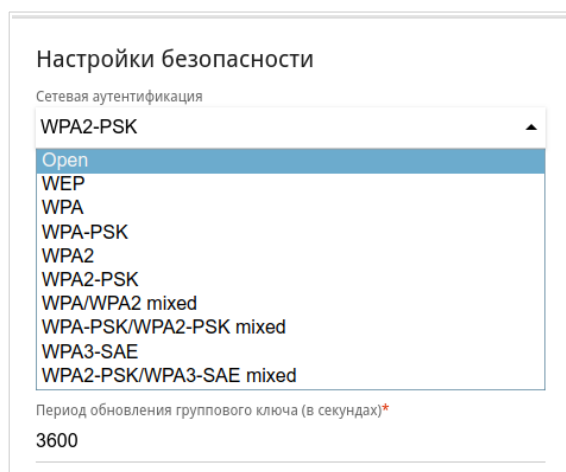 Настройки безопасности
Сетевая аутентификация
WPA2-PSK
Open
WEP
WPA
WPA-PSK
WPA2
WPA2-PSK
WPA/WPA2 mixed
WPA-PSK/WPA2-PSK mixed
WPA3-SAE
WPA2-PSK/WPA3-SAE mixed
Период обновления группового ключа (в секундах)*
3600